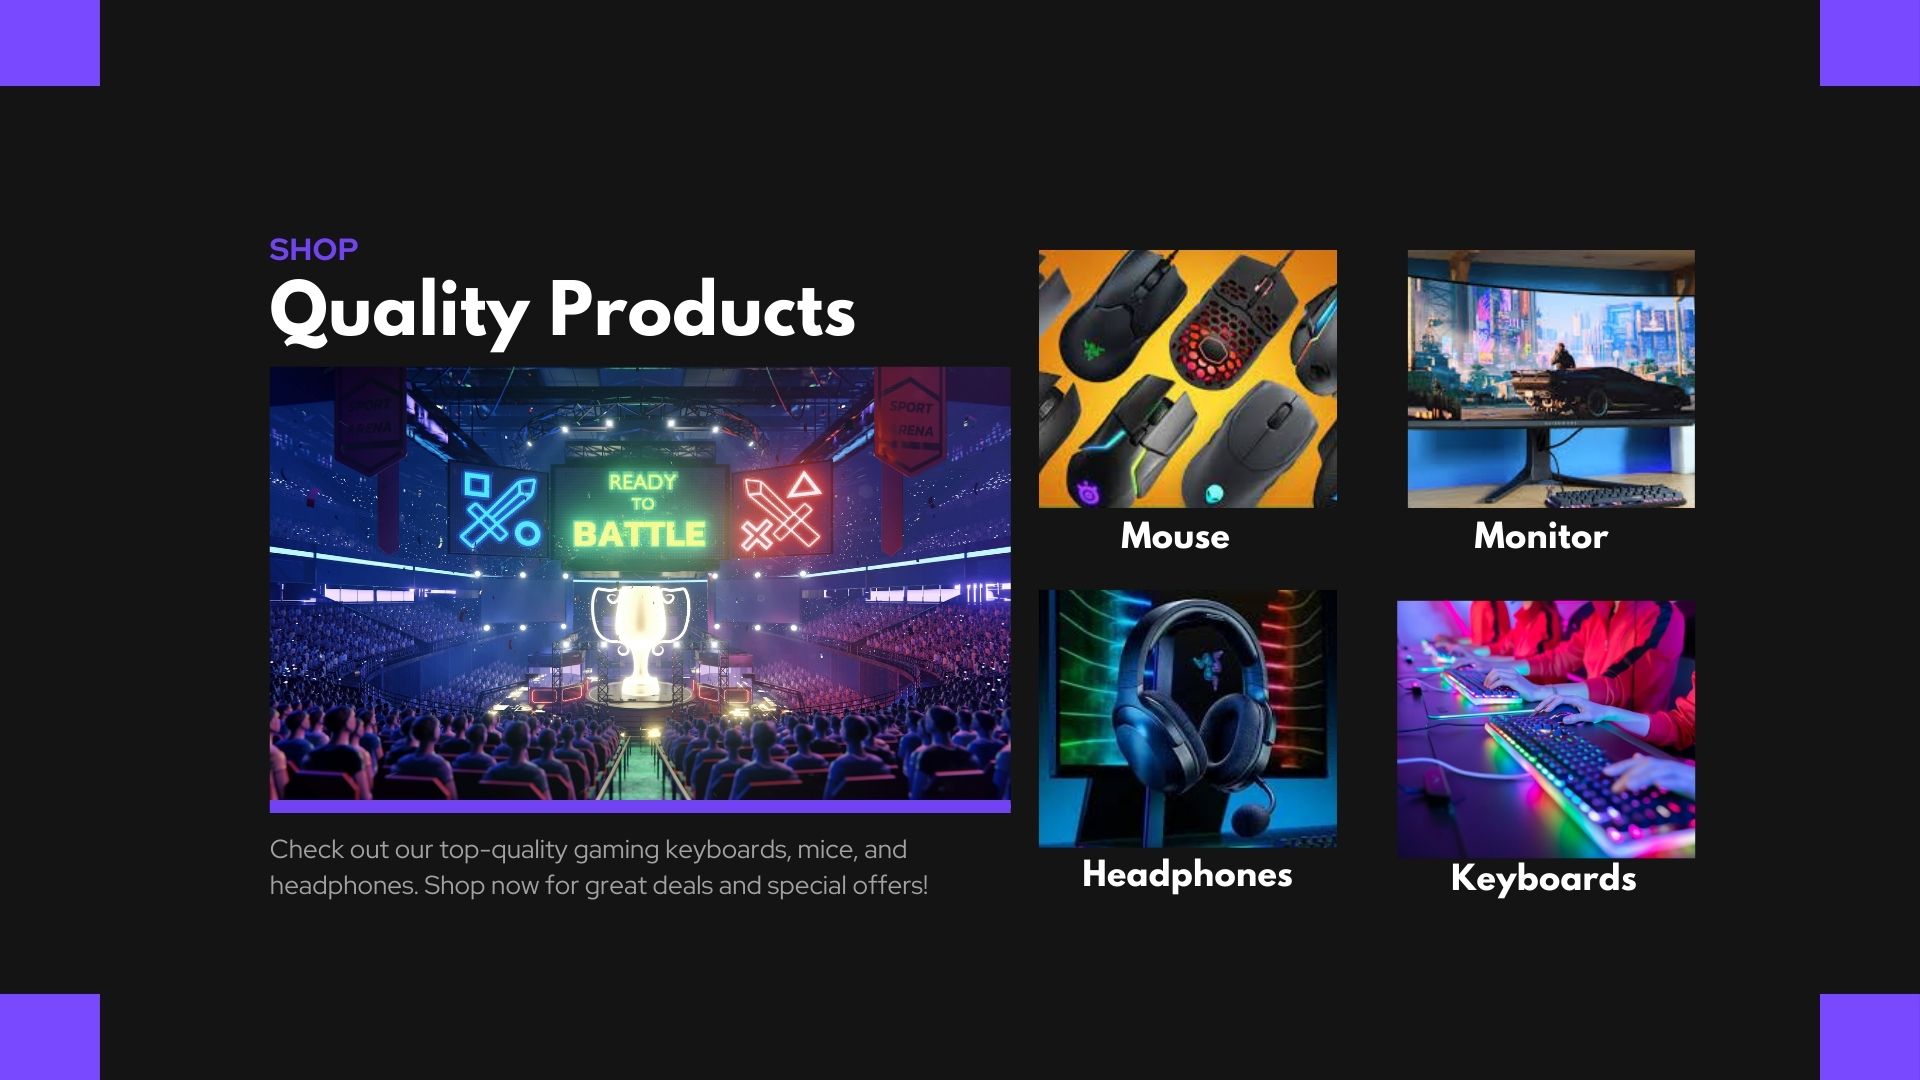 SHOP
Quality Products
SPORT
ARENA
SPORT
ARENA
READY
TO
BATTLE
Check out our top-quality gaming keyboards, mice, and
headphones. Shop now for great deals and special offers!
Mouse
Monitor
Headphones
Keyboards